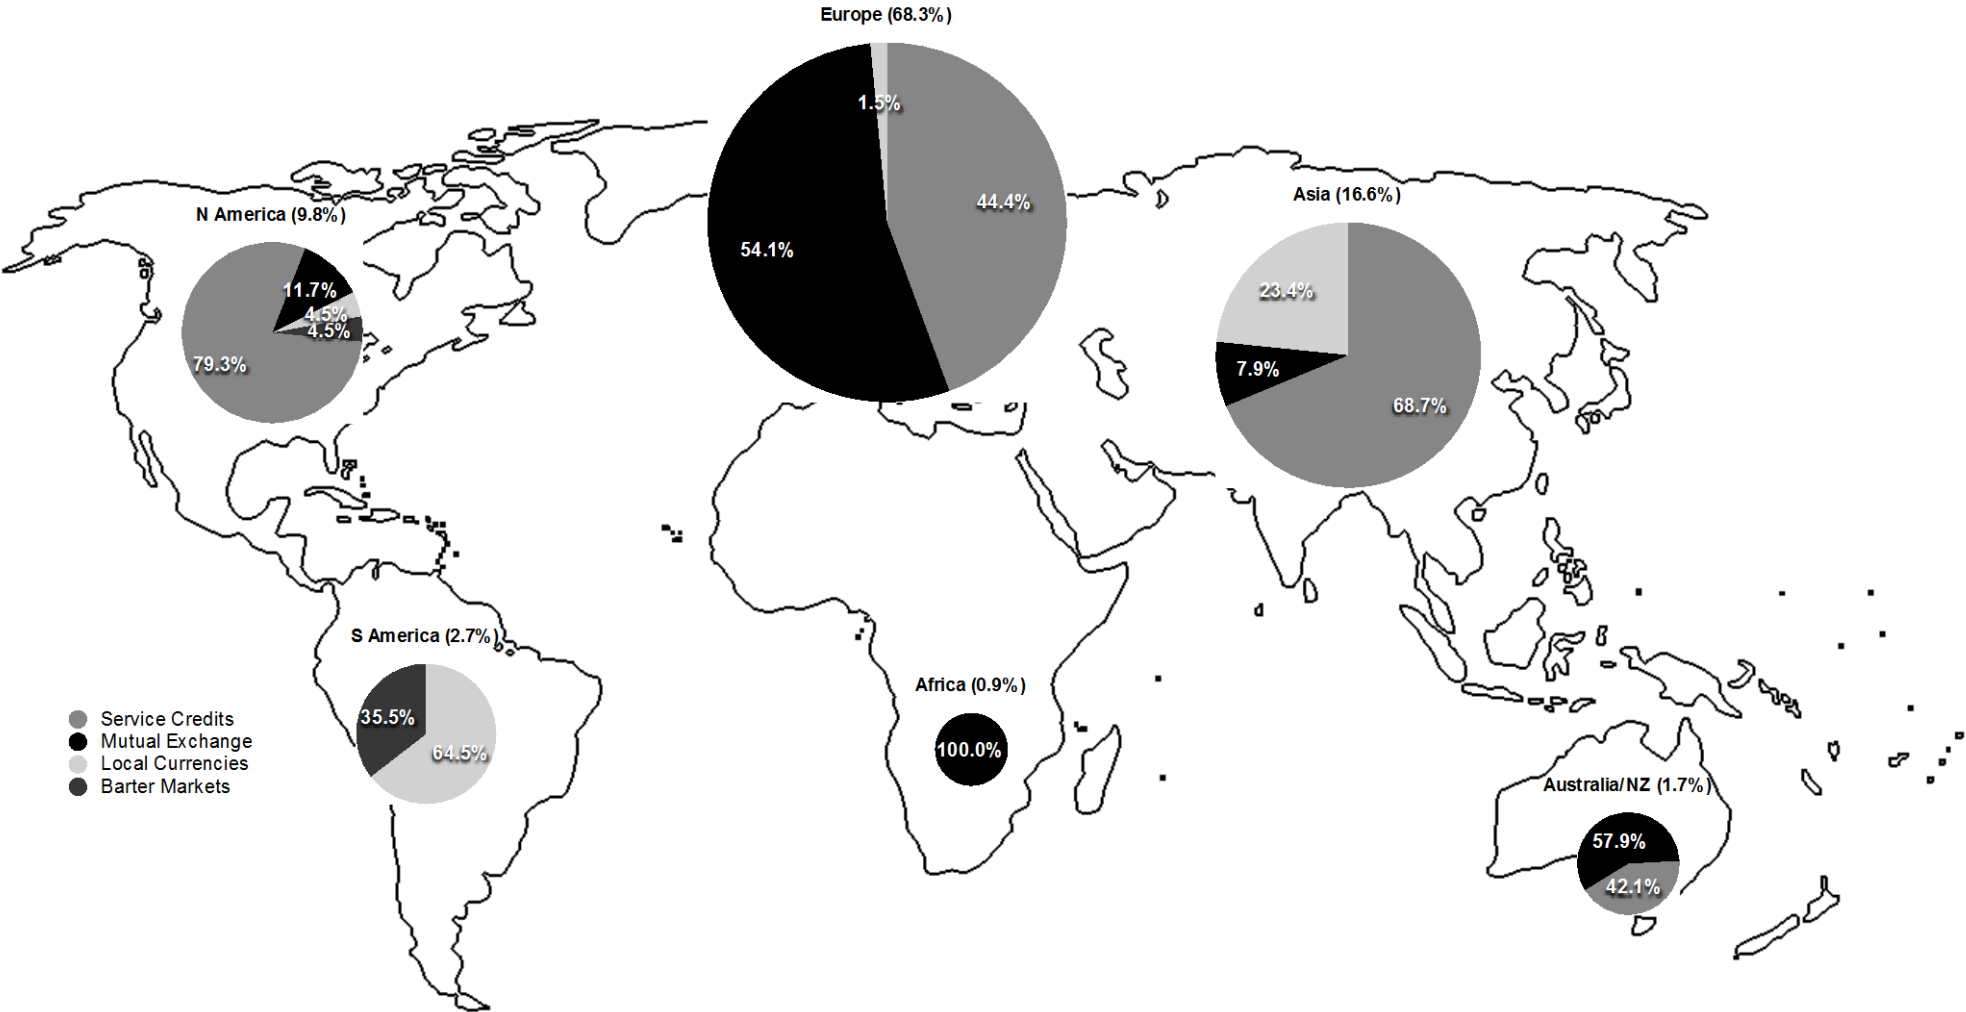 Europe (68.3%)
1.5%
44.4%
54.1%
Asia (16.6%)
23.4%
7.9%
68.7%
N America (9.8%)
11.7%
4.5%
4.5%
79.3%
S America (2.7%)
35.5%
64.5%
Africa (0.9%)
100.0%
Australia/NZ (1.7%)
57.9%
42.1%
Service Credits
Mutual Exchange
Local Currencies
Barter Markets